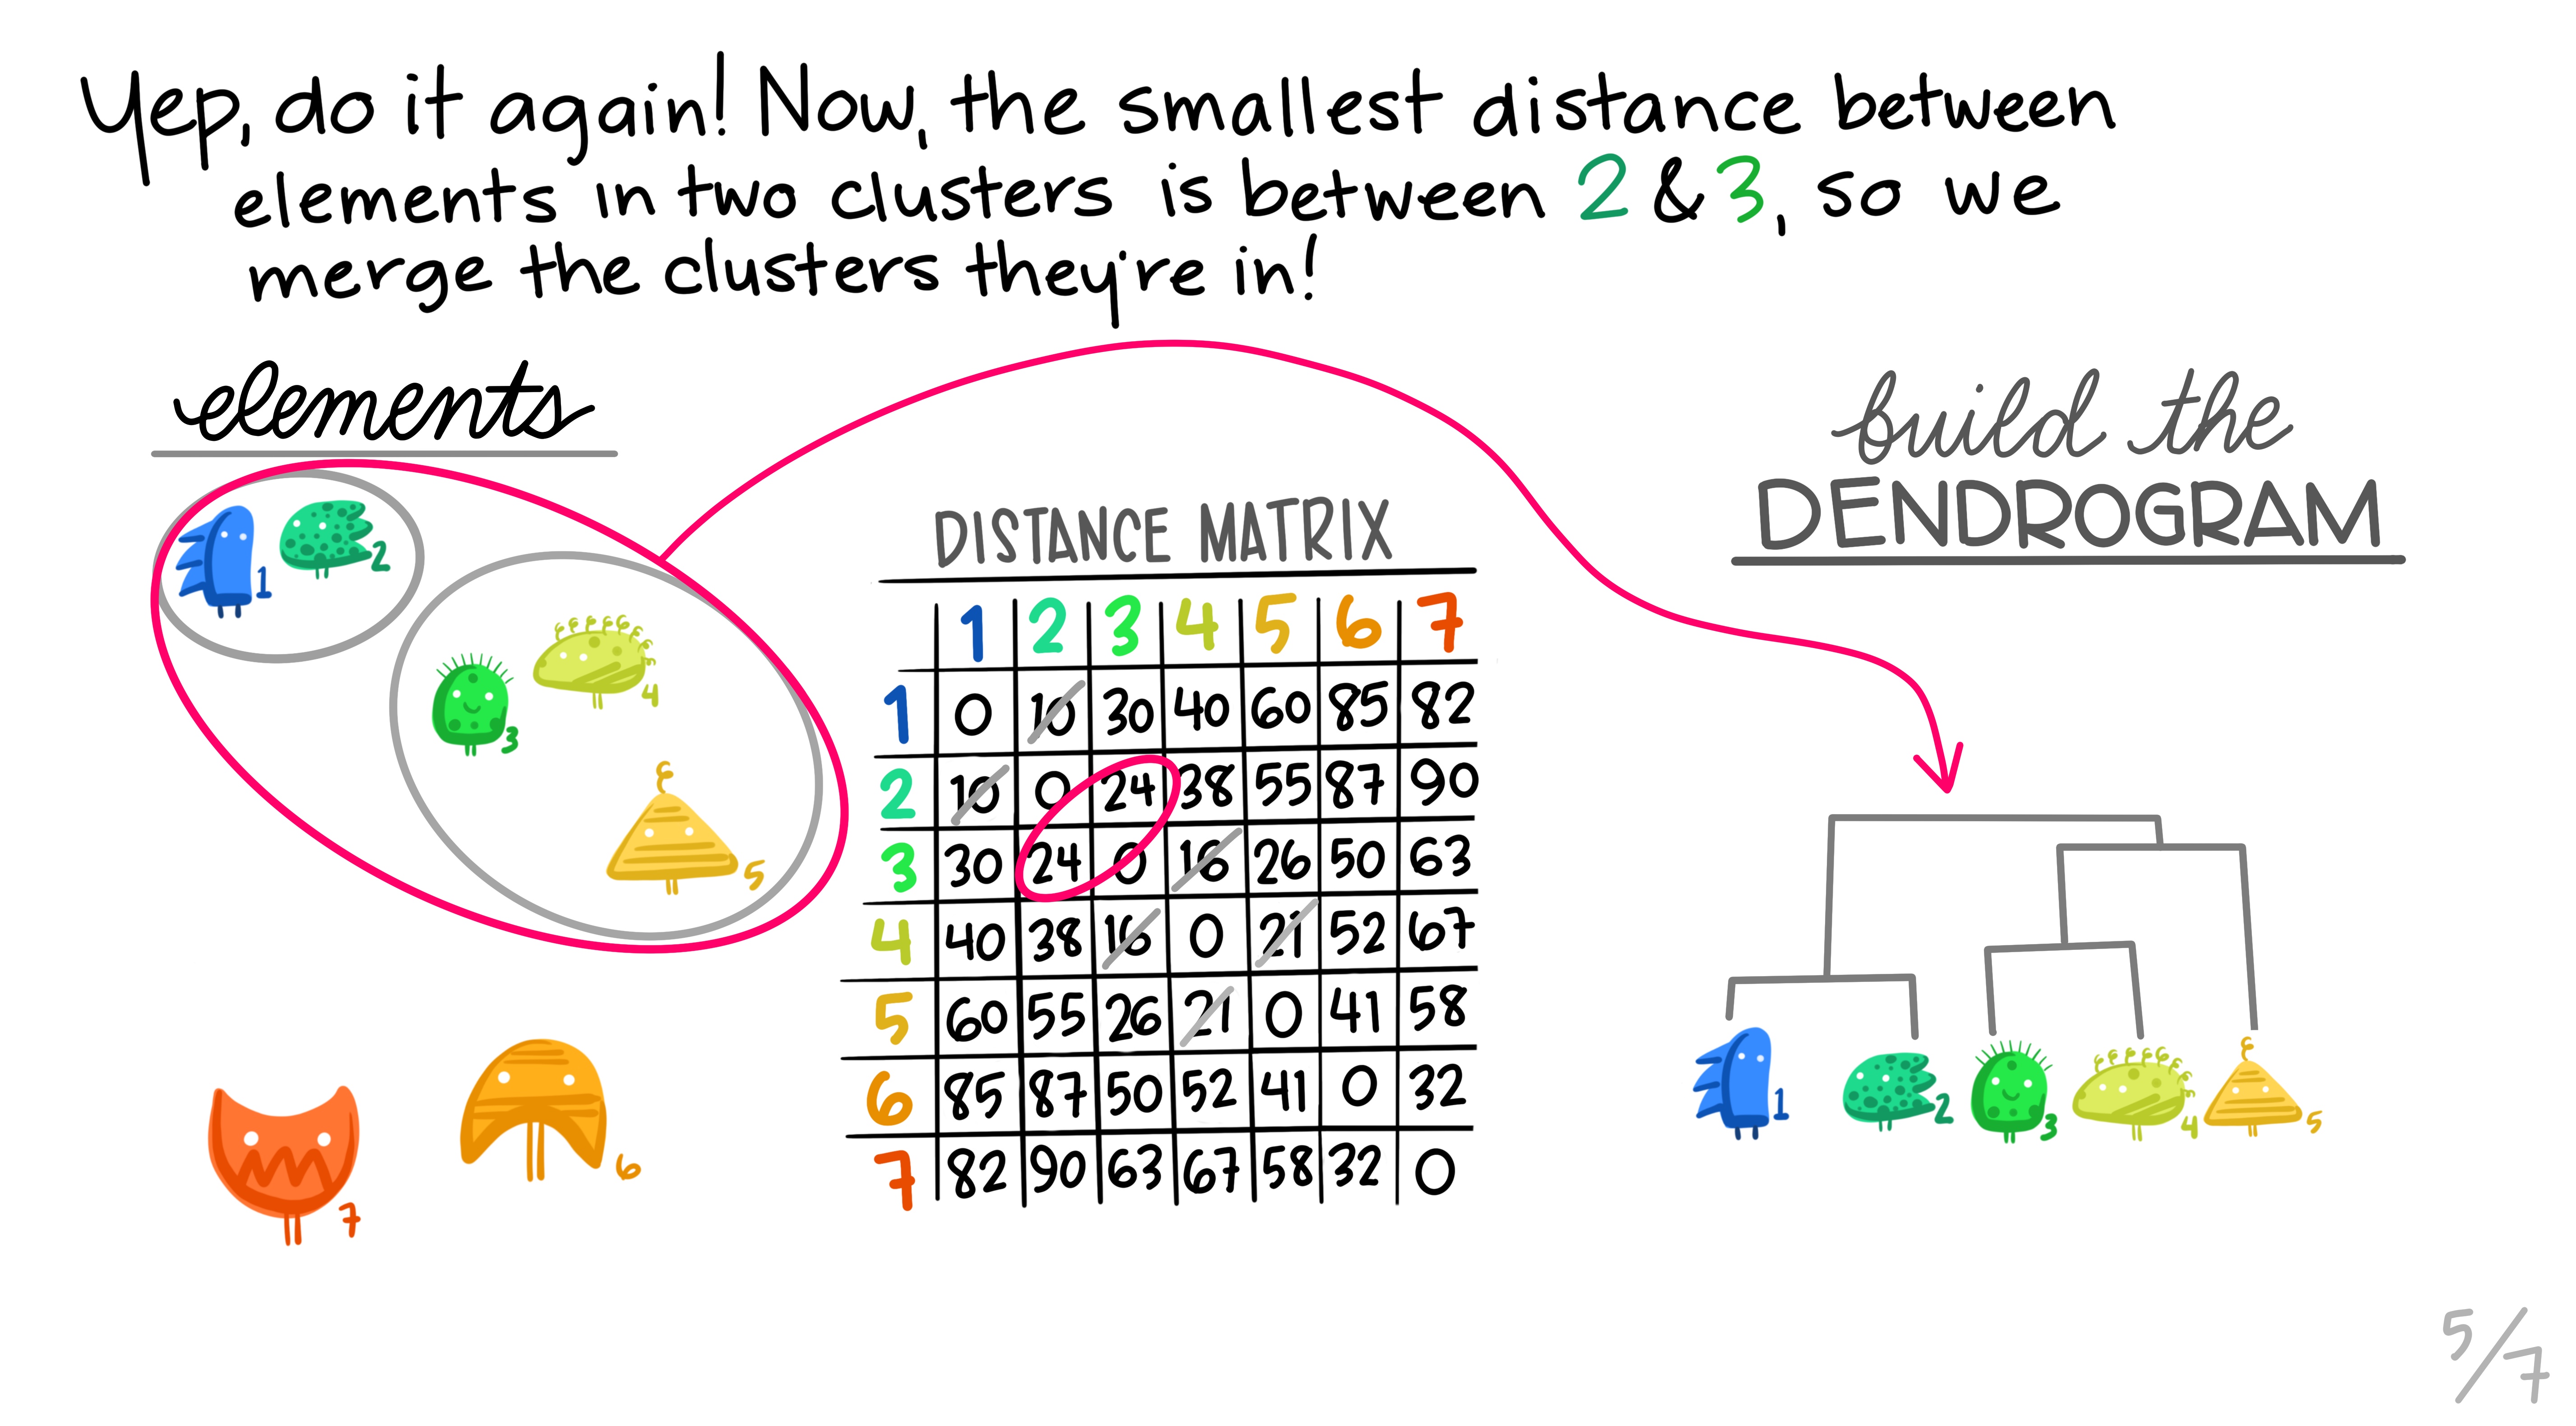 Yep, do it again! Now, the smallest distance between
elements in two clusters is between 2 & 3, so we
merge the clusters they're in!
elements
1
2
3
4
5
6
7
DISTANCE MATRIX
1 2 3 4 5 6 7
1 0 10 30 40 60 85 82
2 10 0 24 38 55 87 90
3 30 24 0 16 26 50 63
4 40 38 16 0 21 52 67
5 60 55 26 21 0 41 58
6 85 87 50 52 41 0 32
7 82 90 63 67 58 32 0
build the
DENDROGRAM
1 2 3 4 5
5/7